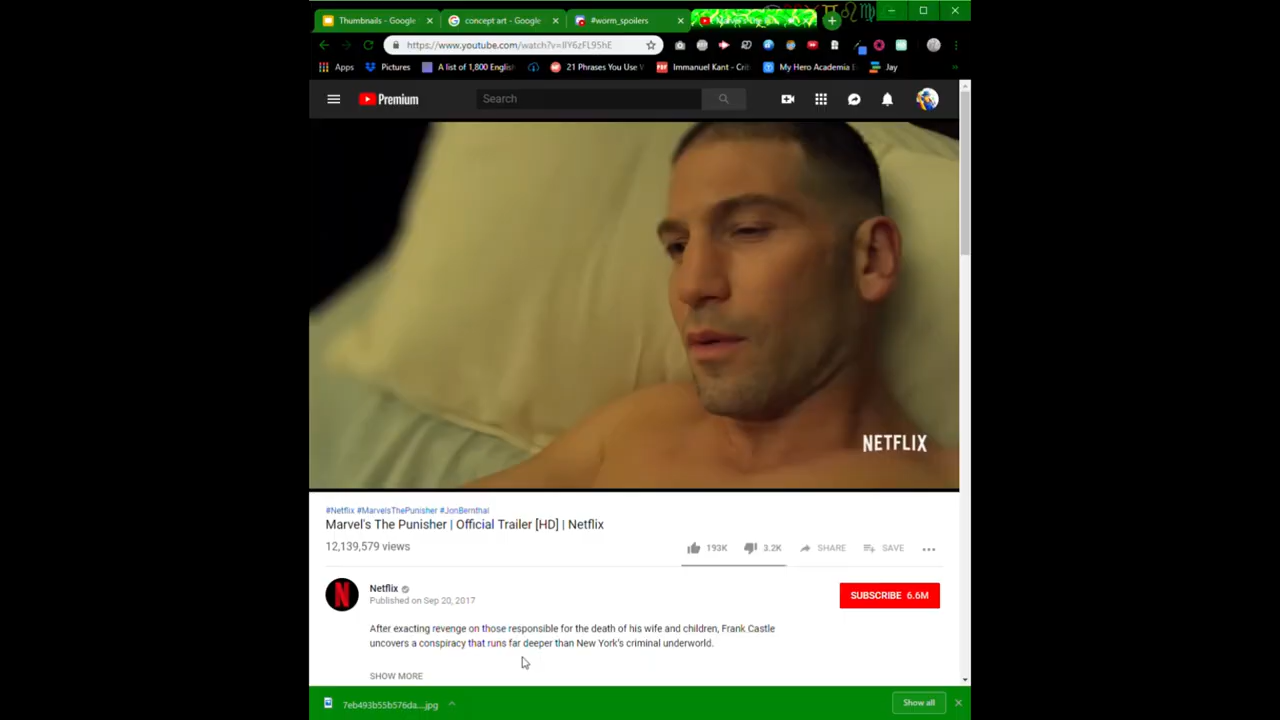 Thumbnails - Google
concept art - Google
#worm_spoilers
https://www.youtube.com/watch?v=IIY6zFL95hE
Apps
Pictures
A list of 1,800 Englis
21 Phrases You Use
Immanuel Kant - Crit
My Hero Academia
Jay
Premium
Search
NETFLIX
#Netflix #MarvelsThePunisher #JonBernthal
Marvel's The Punisher | Official Trailer [HD] | Netflix
12,139,579 views
193K
3.2K
SHARE
SAVE
N
Netflix
Published on Sep 20, 2017
SUBSCRIBE 6.6M
After exacting revenge on those responsible for the death of his wife and children, Frank Castle
uncovers a conspiracy that runs far deeper than New York's criminal underworld.
SHOW MORE
7eb493b55b576da....jpg
Show all